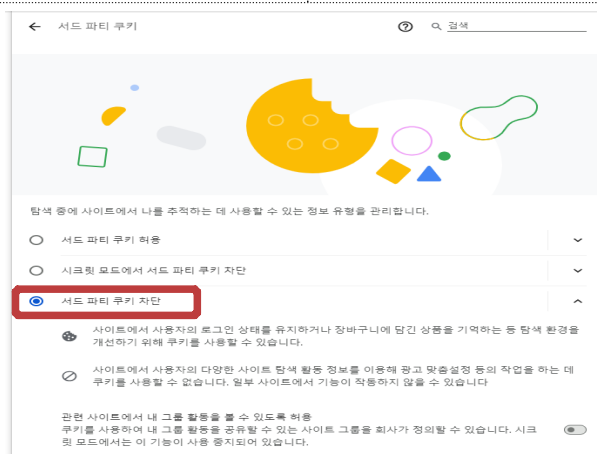 서드 파티 쿠키
검색
탐색 중에 사이트에서 나를 추적하는 데 사용할 수 있는 정보 유형을 관리합니다.
서드 파티 쿠키 허용
시크릿 모드에서 서드 파티 쿠키 차단
서드 파티 쿠키 차단
사이트에서 사용자의 로그인 상태를 유지하거나 장바구니에 담긴 상품을 기억하는 등 탐색 환경을
개선하기 위해 쿠키를 사용할 수 있습니다.
사이트에서 사용자의 다양한 사이트 탐색 활동 정보를 이용해 광고 맞춤설정 등의 작업을 하는 데
쿠키를 사용할 수 없습니다. 일부 사이트에서 기능이 작동하지 않을 수 있습니다
관련 사이트에서 내 그룹 활동을 볼 수 있도록 허용
쿠키를 사용하여 내 그룹 활동을 공유할 수 있는 사이트 그룹을 회사가 정의할 수 있습니다. 시크
릿 모드에서는 이 기능이 사용 중지되어 있습니다.